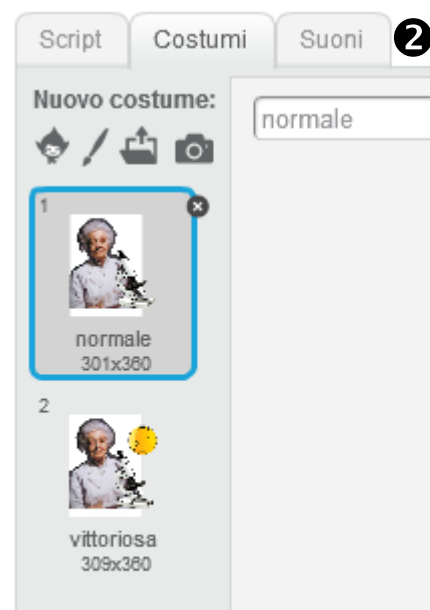 Script Costumi Suoni 2
Nuovo costume:
normale
1
normale
301x360
2
vittoriosa
309x360